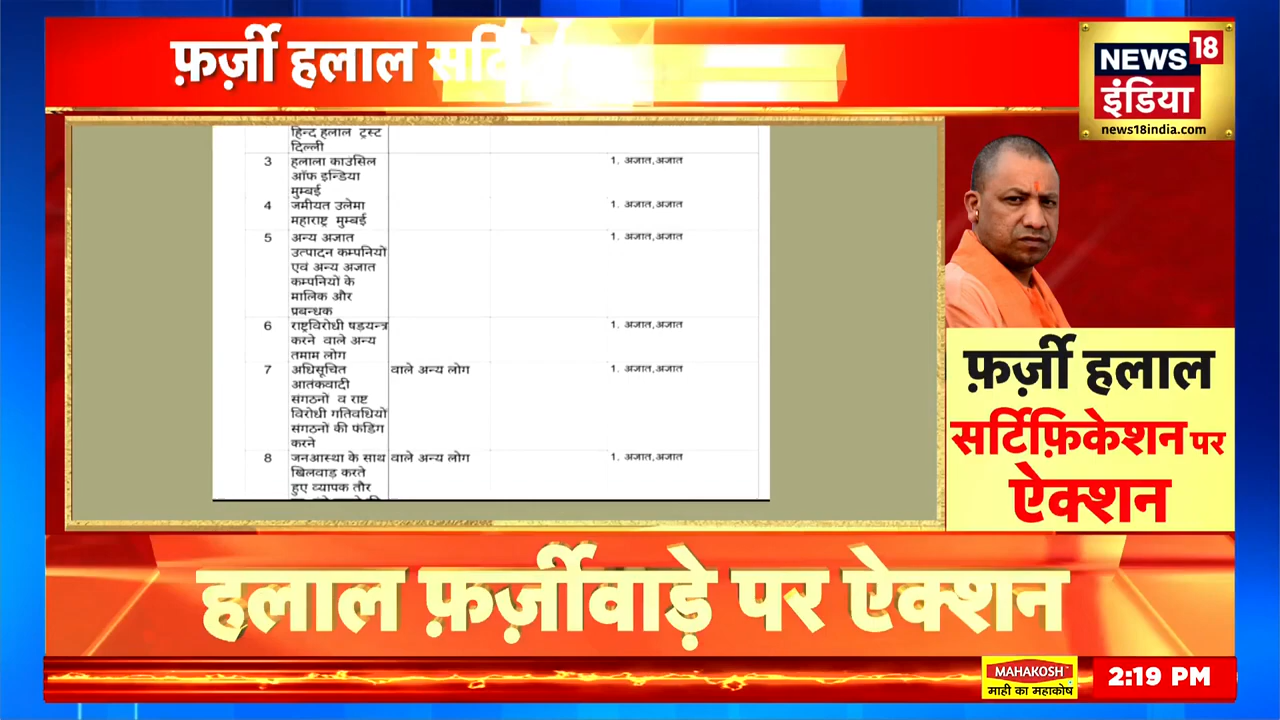 फ़र्ज़ी हलाल सर्टि
NEWS 18
इंडिया
news18india.com
हिन्द हलाल ट्रस्ट
दिल्ली
3 हलाला काउंसिल 1. अजात,अजात
ऑफ इन्डिया
मुम्बई
4 जमीयत उलेमा 1. अजात,अजात
महाराष्ट्र मुम्बई
5 अन्य अजात 1. अजात,अजात
उत्पादन कम्पनियों
एवं अन्य अजात
कम्पनियों के
मालिक और
प्रबन्धक
6 राष्ट्रविरोधी षडयन्त्र 1. अजात,अजात
करने वाले अन्य
तमाम लोग
7 अधिसूचित वाले अन्य लोग 1. अजात,अजात
आतंकवादी
संगठनों व राष्ट
विरोधी गतिवधियों
संगठनों की फंडिग
करने
8 जनआस्था के साथ वाले अन्य लोग 1. अजात,अजात
खिलवाड़ करते
हुए व्यापक तौर
फ़र्ज़ी हलाल
सर्टिफ़िकेशन पर
ऐक्शन
हलाल फ़र्ज़ीवाड़े पर ऐक्शन
MAHAKOSH
माही का महाकोष
2:19 PM